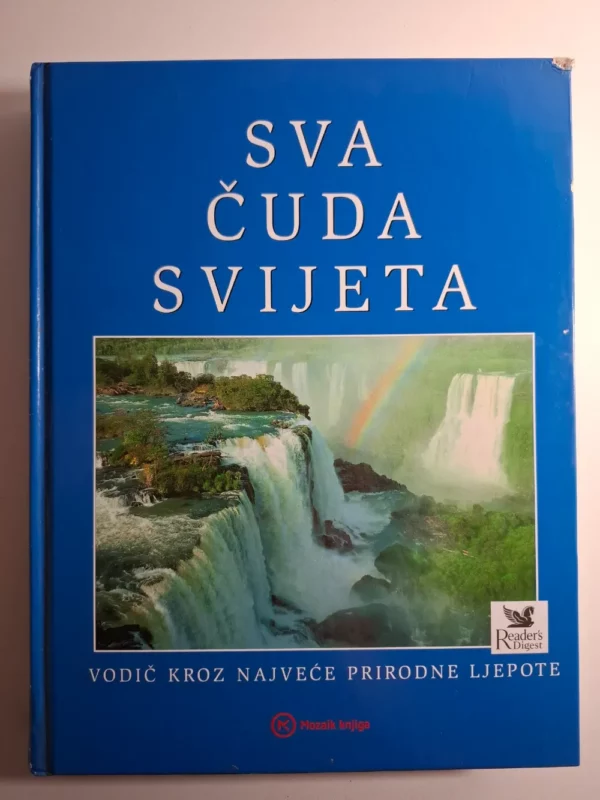 SVA
ČUDA
SVIJETA
Reader's
Digest
VODIČ KROZ NAJVEĆE PRIRODNE LJEPOTE
Mozaik knjiga